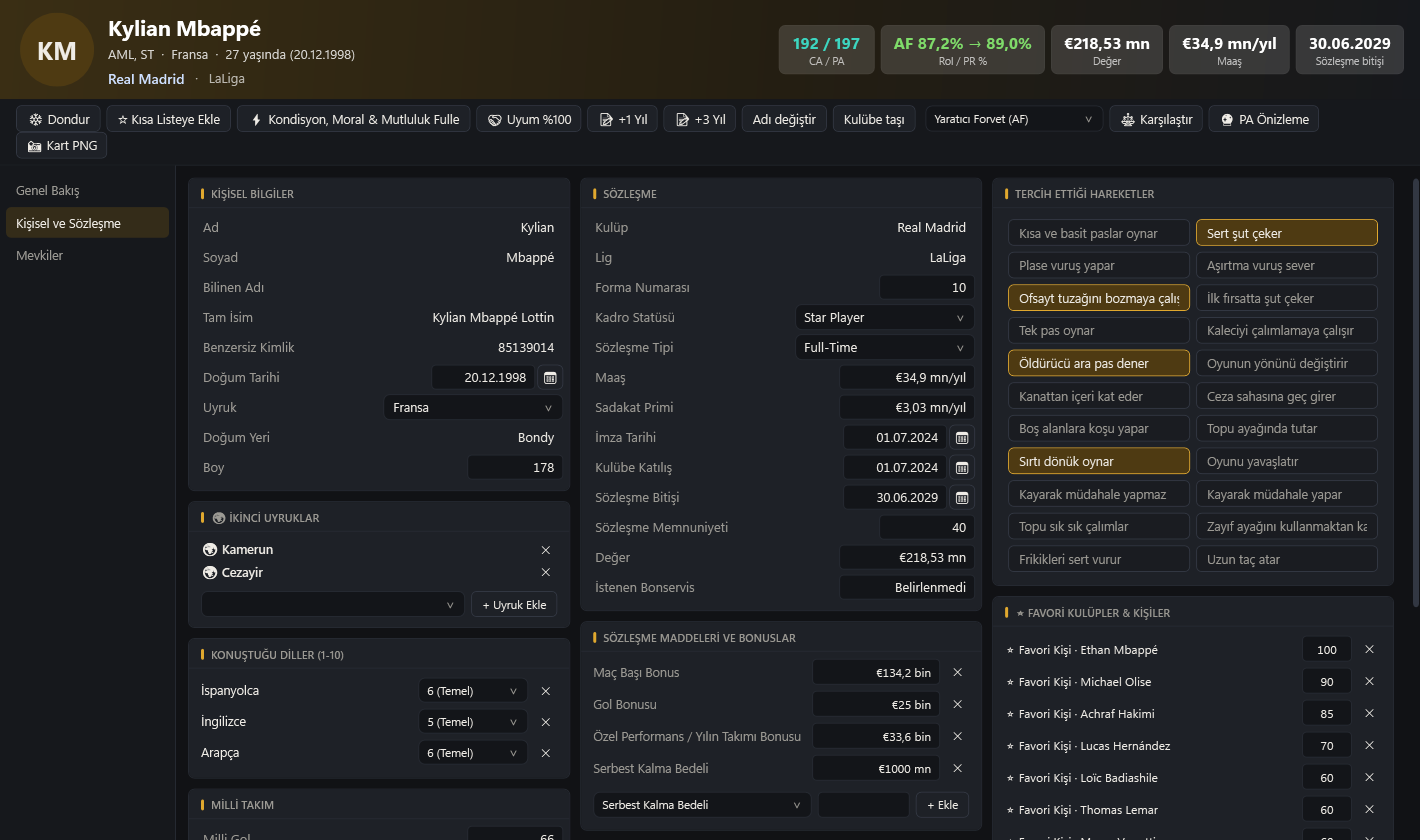 KM
Kylian Mbappé
AML, ST · Fransa · 27 yaşında (20.12.1998)
Real Madrid · LaLiga
192 / 197
CA / PA
AF 87,2% → 89,0%
Rol / PR %
€218,53 mn
Değer
€34,9 mn/yıl
Maaş
30.06.2029
Sözleşme bitişi
Dondur
Kısa Listeye Ekle
Kondisyon, Moral & Mutluluk Fulle
Uyum %100
+1 Yıl
+3 Yıl
Adı değiştir
Kulübe taşı
Yaratıcı Forvet (AF)
Karşılaştır
PA Önizleme
Kart PNG
Genel Bakış
Kişisel ve Sözleşme
Mevkiler
KİŞİSEL BİLGİLER
Ad Kylian
Soyad Mbappé
Bilinen Adı
Tam İsim Kylian Mbappé Lottin
Benzersiz Kimlik 85139014
Doğum Tarihi 20.12.1998
Uyruk Fransa
Doğum Yeri Bondy
Boy 178
İKİNCİ UYRUKLAR
Kamerun
Cezayir
+ Uyruk Ekle
KONUŞTUĞU DİLLER (1-10)
İspanyolca 6 (Temel)
İngilizce 5 (Temel)
Arapça 6 (Temel)
MİLLİ TAKIM
Milli Gol 66
SÖZLEŞME
Kulüp Real Madrid
Lig LaLiga
Forma Numarası 10
Kadro Statüsü Star Player
Sözleşme Tipi Full-Time
Maaş €34,9 mn/yıl
Sadakat Primi €3,03 mn/yıl
İmza Tarihi 01.07.2024
Kulübe Katılış 01.07.2024
Sözleşme Bitişi 30.06.2029
Sözleşme Memnuniyeti 40
Değer €218,53 mn
İstenen Bonservis Belirlenmedi
SÖZLEŞME MADDELERİ VE BONUSLAR
Maç Başı Bonus €134,2 bin
Gol Bonusu €25 bin
Özel Performans / Yılın Takımı Bonusu €33,6 bin
Serbest Kalma Bedeli €1000 mn
Serbest Kalma Bedeli + Ekle
TERCİH ETTİĞİ HAREKETLER
Kısa ve basit paslar oynar Sert şut çeker
Plase vuruş yapar Aşırtma vuruş sever
Ofsayt tuzağını bozmaya çalış İlk fırsatta şut çeker
Tek pas oynar Kaleciyi çalımlamaya çalışır
Öldürücü ara pas dener Oyunun yönünü değiştirir
Kanattan içeri kat eder Ceza sahasına geç girer
Boş alanlara koşu yapar Topu ayağında tutar
Sırtı dönük oynar Oyunu yavaşlatır
Kayarak müdahale yapmaz Kayarak müdahale yapar
Topu sık sık çalımlar Zayıf ayağını kullanmaktan ka
Frikikleri sert vurur Uzun taç atar
FAVORİ KULÜPLER & KİŞİLER
Favori Kişi · Ethan Mbappé 100
Favori Kişi · Michael Olise 90
Favori Kişi · Achraf Hakimi 85
Favori Kişi · Lucas Hernández 70
Favori Kişi · Loïc Badiashile 60
Favori Kişi · Thomas Lemar 60